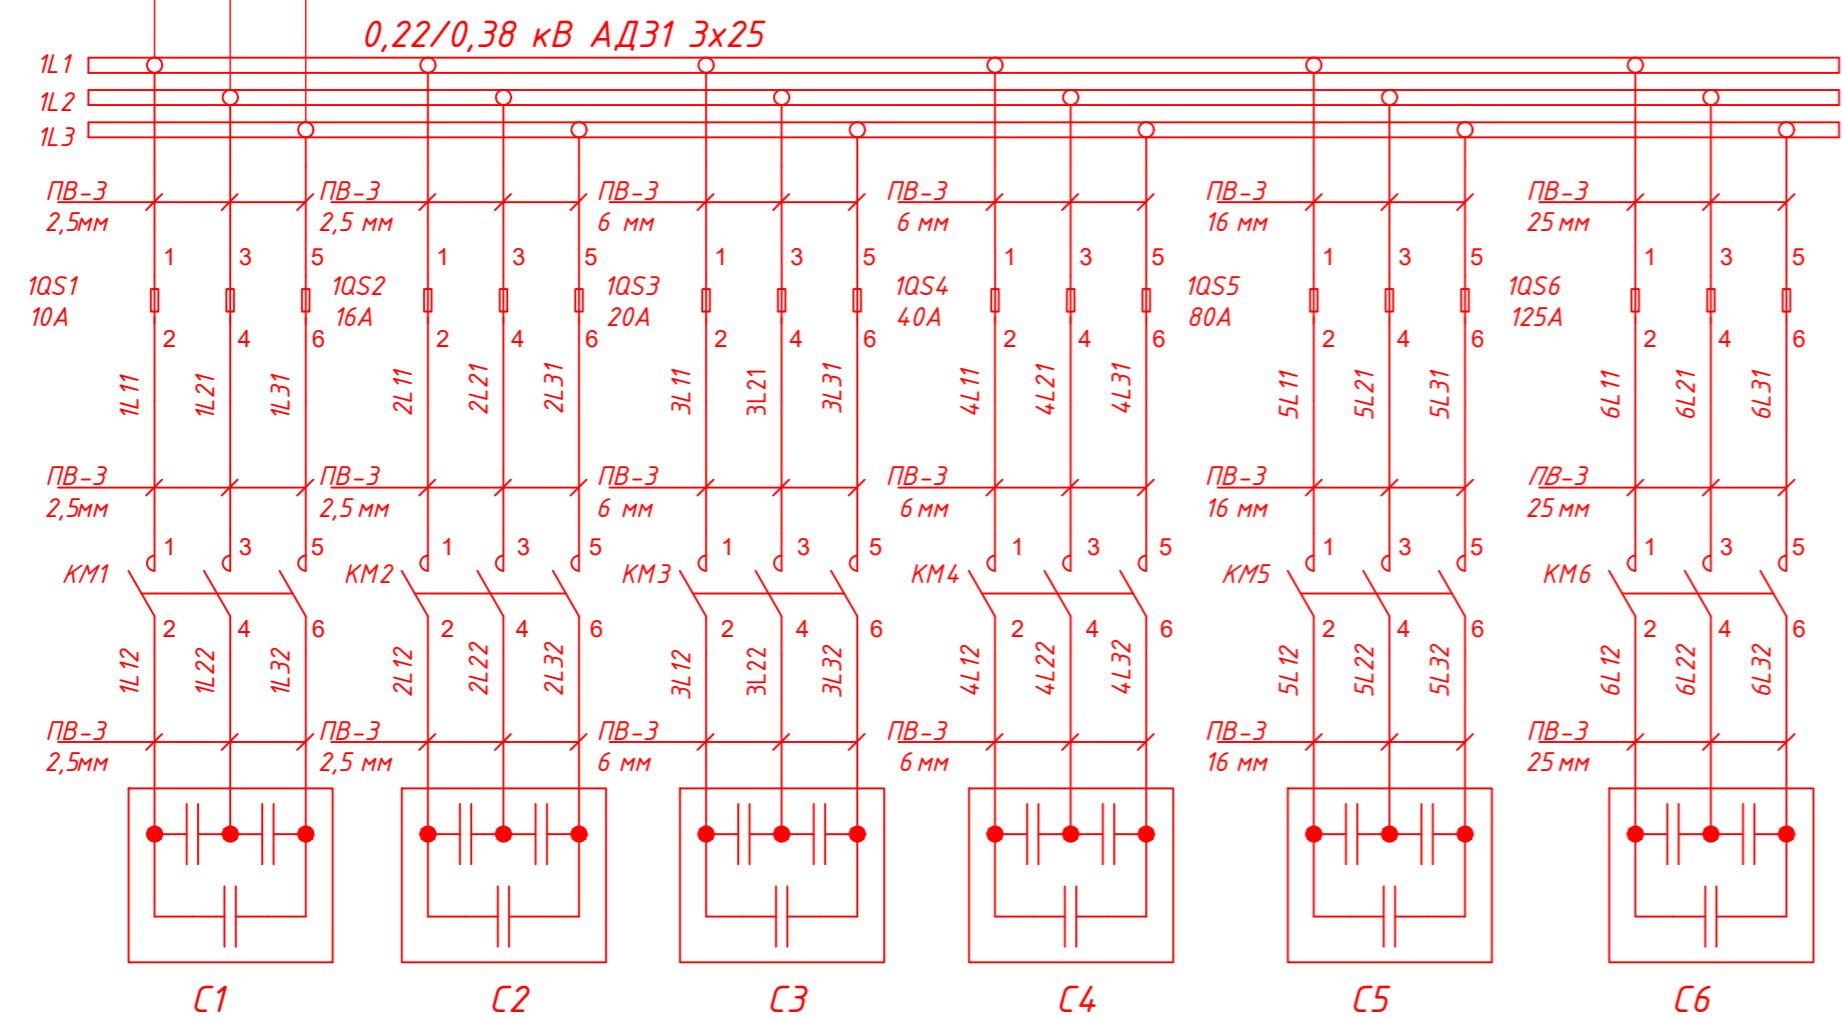 0,22/0,38 кВ АД31 3х25
1L1
1L2
1L3
ПВ-3 ПВ-3 ПВ-3 ПВ-3 ПВ-3 ПВ-3
2,5мм 2,5 мм 6 мм 6 мм 16 мм 25 мм
1 3 5 1 3 5 1 3 5 1 3 5 1 3 5 1 3 5
1QS1 1QS2 1QS3 1QS4 1QS5 1QS6
10А 16А 20А 40А 80А 125А
2 4 6 2 4 6 2 4 6 2 4 6 2 4 6 2 4 6
1L11 1L21 1L31 2L11 2L21 2L31 3L11 3L21 3L31 4L11 4L21 4L31 5L11 5L21 5L31 6L11 6L21 6L31
ПВ-3 ПВ-3 ПВ-3 ПВ-3 ПВ-3 ПВ-3
2,5мм 2,5 мм 6 мм 6 мм 16 мм 25 мм
1 3 5 1 3 5 1 3 5 1 3 5 1 3 5 1 3 5
КМ1 КМ2 КМ3 КМ4 КМ5 КМ6
2 4 6 2 4 6 2 4 6 2 4 6 2 4 6 2 4 6
1L12 1L22 1L32 2L12 2L22 2L32 3L12 3L22 3L32 4L12 4L22 4L32 5L12 5L22 5L32 6L12 6L22 6L32
ПВ-3 ПВ-3 ПВ-3 ПВ-3 ПВ-3 ПВ-3
2,5мм 2,5 мм 6 мм 6 мм 16 мм 25 мм
С1 С2 С3 С4 С5 С6